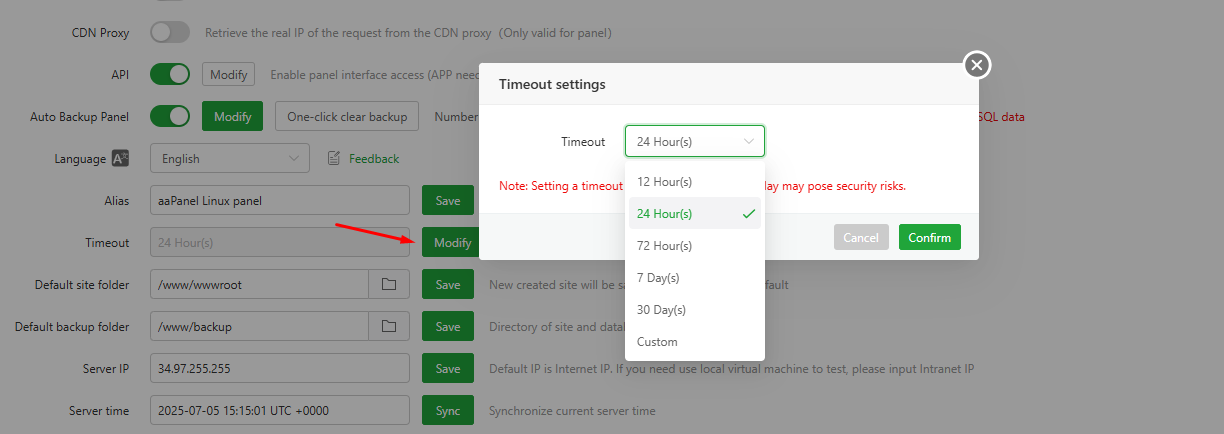 CDN Proxy Retrieve the real IP of the request from the CDN proxy (Only valid for panel)
API Modify Enable panel interface access (APP
Timeout settings
Auto Backup Panel Modify One-click clear backup Number SQL data
Timeout 24 Hour(s)
Language English Feedback
12 Hour(s)
Note: Setting a timeout may pose security risks.
Alias aaPanel Linux panel Save
24 Hour(s)
Timeout 24 Hour(s) Modify
Cancel Confirm
72 Hour(s)
7 Day(s)
Default site folder /www/wwwroot Save New created site will be
30 Day(s)
Default backup folder /www/backup Save Directory of site and
Custom
Server IP 34.97.255.255 Save Default IP is Internet IP. If you need use local virtual machine to test, please input Intranet IP
Server time 2025-07-05 15:15:01 UTC +0000 Sync Synchronize current server time